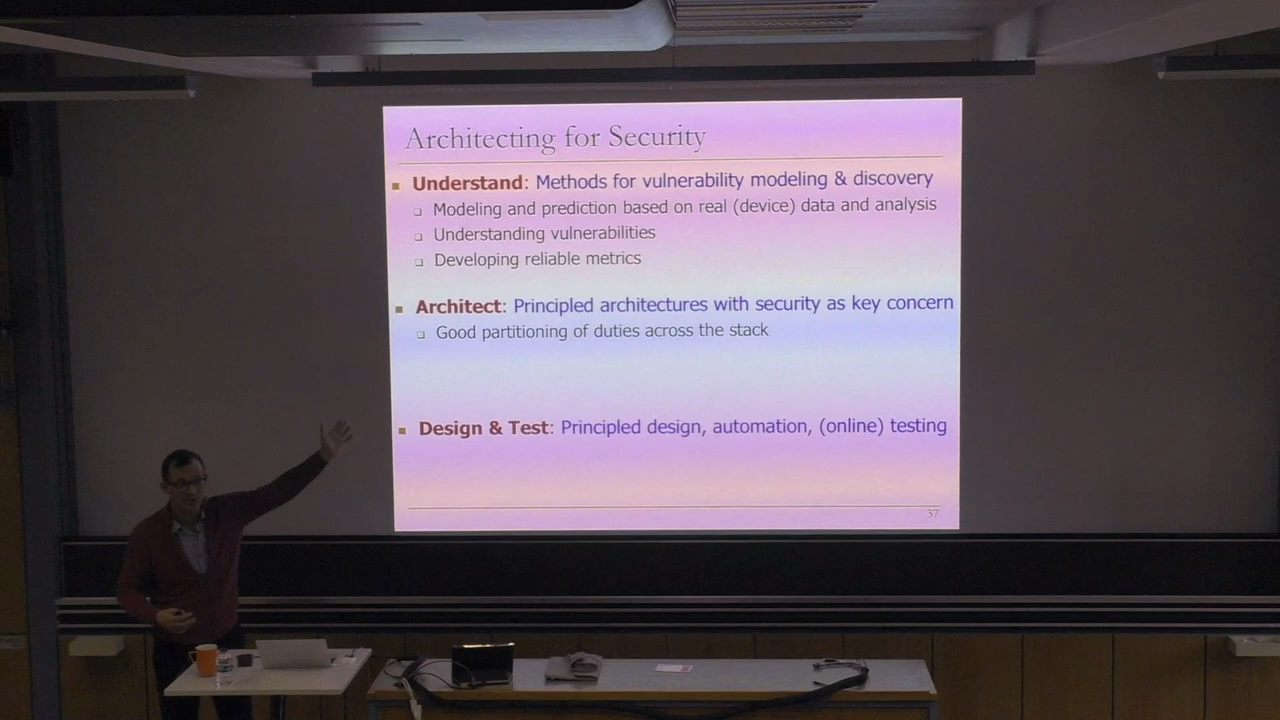 Architecting for Security
Understand: Methods for vulnerability modeling & discovery
Modeling and prediction based on real (device) data and analysis
Understanding vulnerabilities
Developing reliable metrics
Architect: Principled architectures with security as key concern
Good partitioning of duties across the stack
Design & Test: Principled design, automation, (online) testing
37